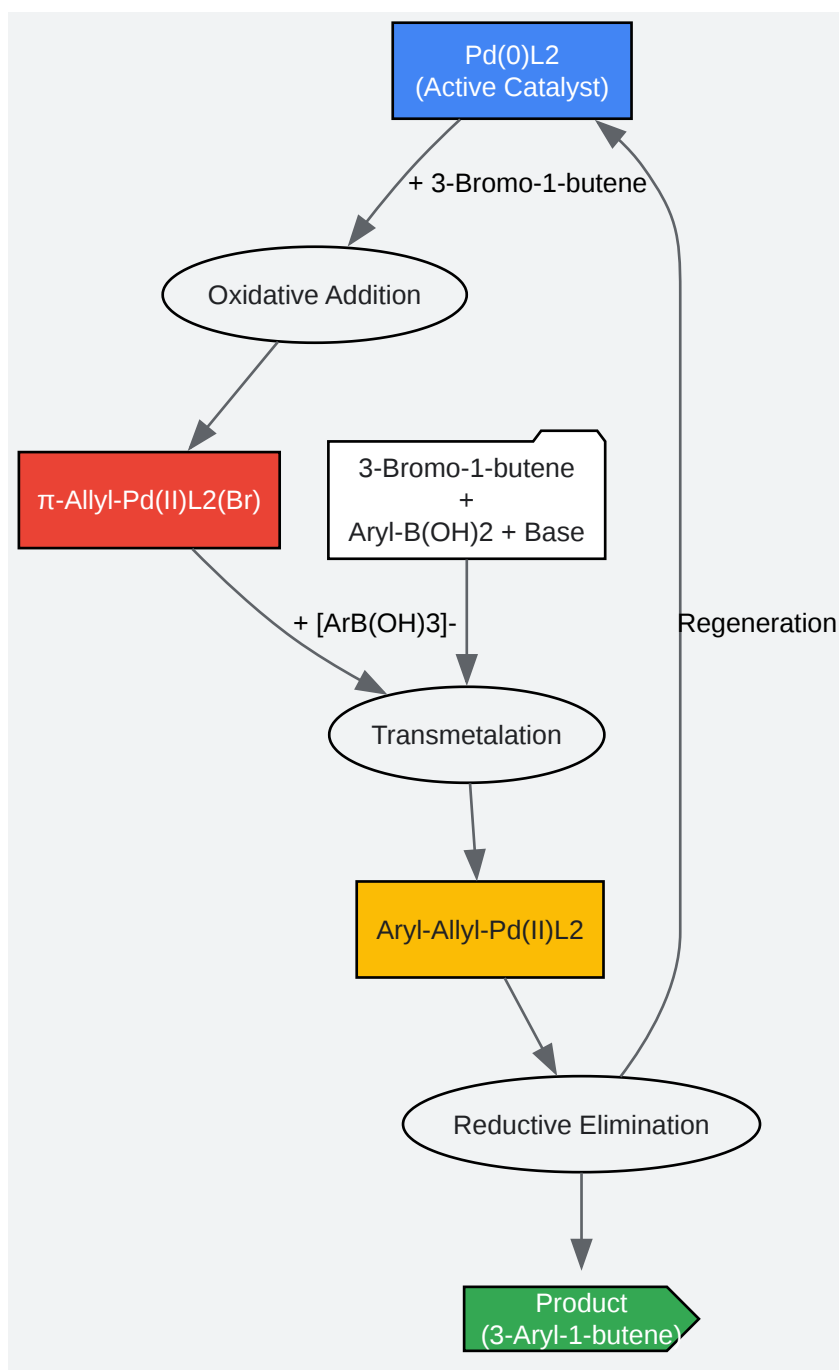 Pd(0)L2
(Active Catalyst)
+ 3-Bromo-1-butene
Oxidative Addition
π-Allyl-Pd(II)L2(Br)
3-Bromo-1-butene
+
Aryl-B(OH)2 + Base
+ [ArB(OH)3]-
Regeneration
Transmetalation
Aryl-Allyl-Pd(II)L2
Reductive Elimination
Product
(3-Aryl-1-butene)